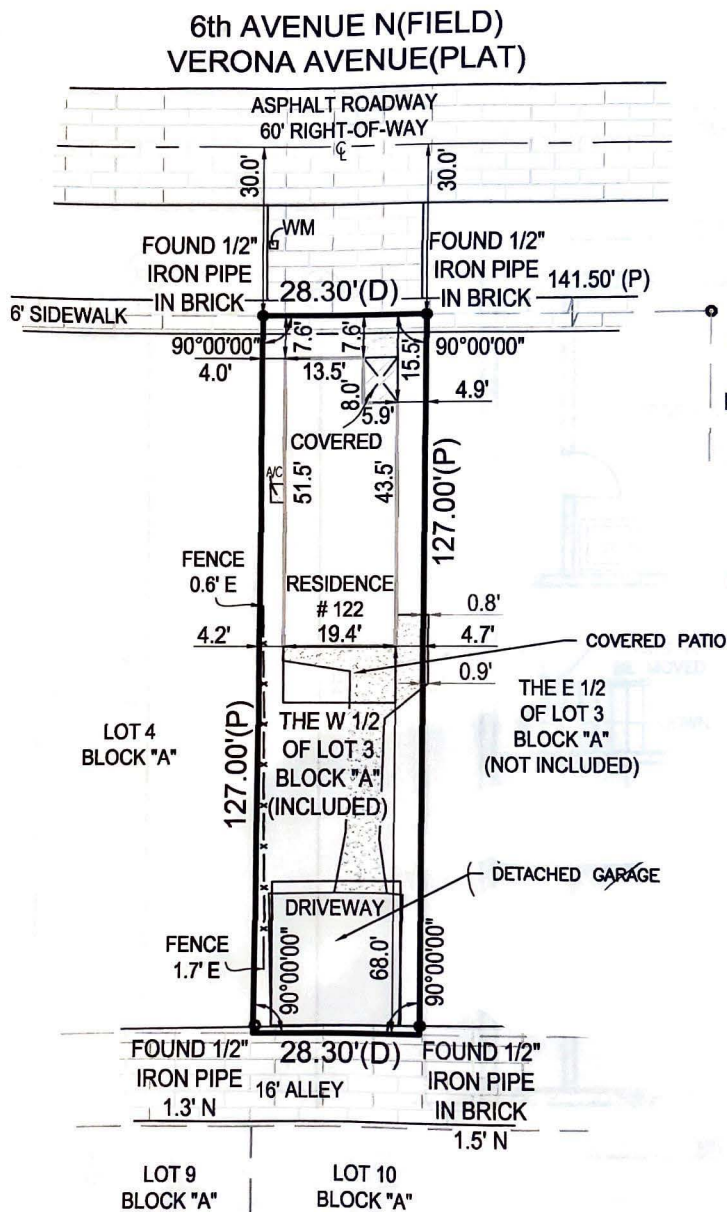 6th AVENUE N(FIELD)
VERONA AVENUE(PLAT)
ASPHALT ROADWAY
60' RIGHT-OF-WAY
℄
30.0'
30.0'
WM
FOUND 1/2"
IRON PIPE
IN BRICK
28.30'(D)
FOUND 1/2"
IRON PIPE
IN BRICK
141.50' (P)
6' SIDEWALK
90°00'00"
7.6'
7.6'
15.5'
90°00'00"
4.0'
13.5'
8.0'
5.9'
4.9'
COVERED
A/C
51.5'
43.5'
127.00'(P)
FENCE
0.6' E
RESIDENCE
# 122
0.8'
4.2'
19.4'
4.7'
COVERED PATIO
0.9'
LOT 4
BLOCK "A"
127.00'(P)
THE W 1/2
OF LOT 3
BLOCK "A"
(INCLUDED)
THE E 1/2
OF LOT 3
BLOCK "A"
(NOT INCLUDED)
DETACHED GARAGE
DRIVEWAY
FENCE
1.7' E
90°00'00"
68.0'
90°00'00"
28.30'(D)
FOUND 1/2"
IRON PIPE
1.3' N
16' ALLEY
FOUND 1/2"
IRON PIPE
IN BRICK
1.5' N
LOT 9
BLOCK "A"
LOT 10
BLOCK "A"